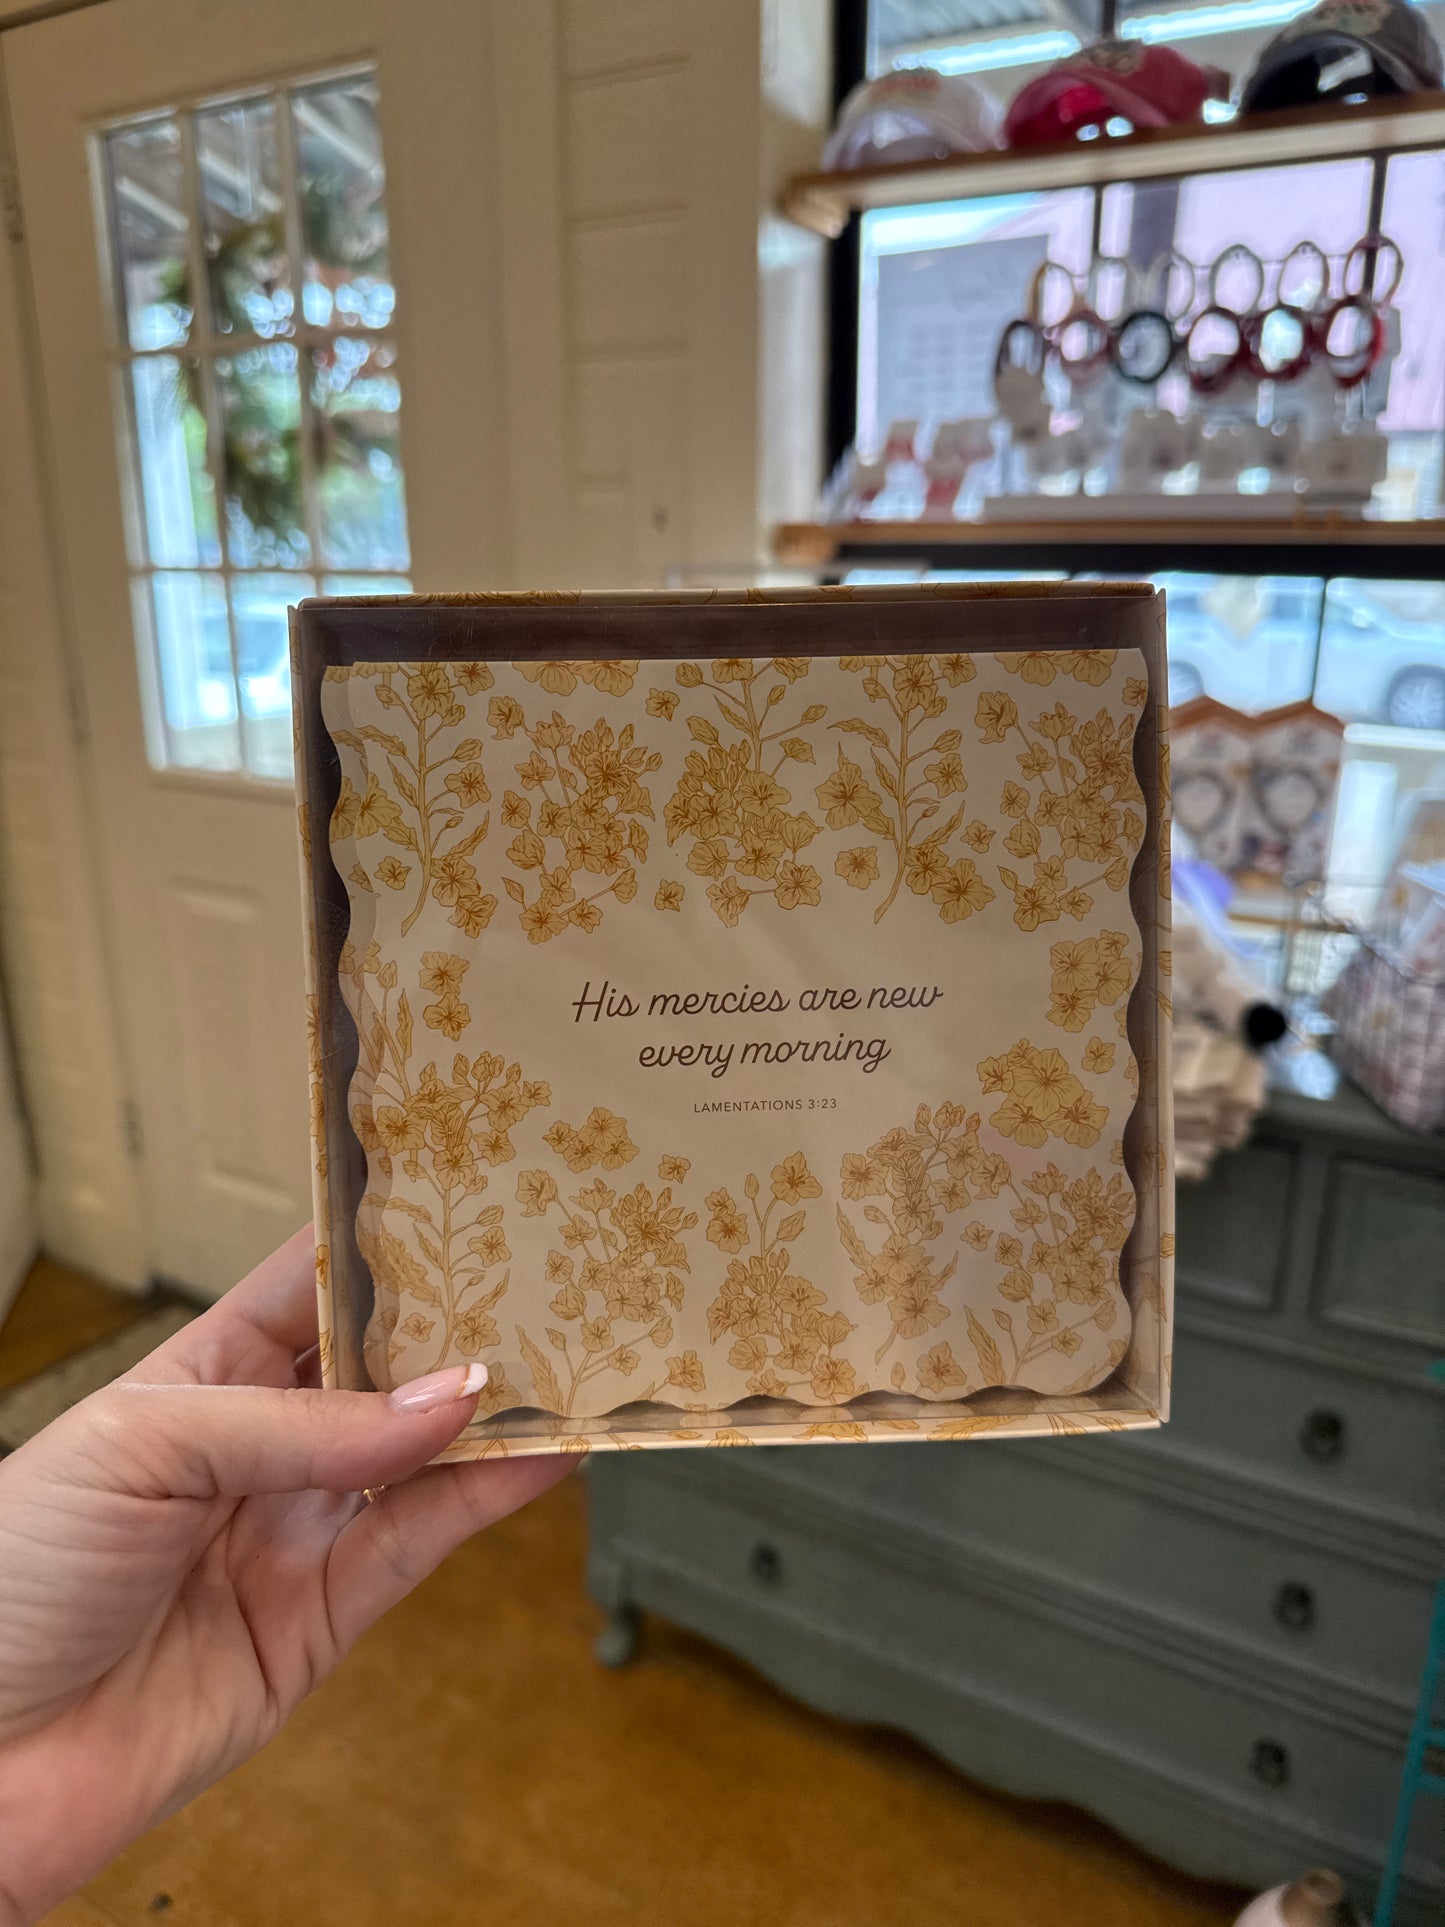 His mercies are new
every morning
LAMENTATIONS 3:23